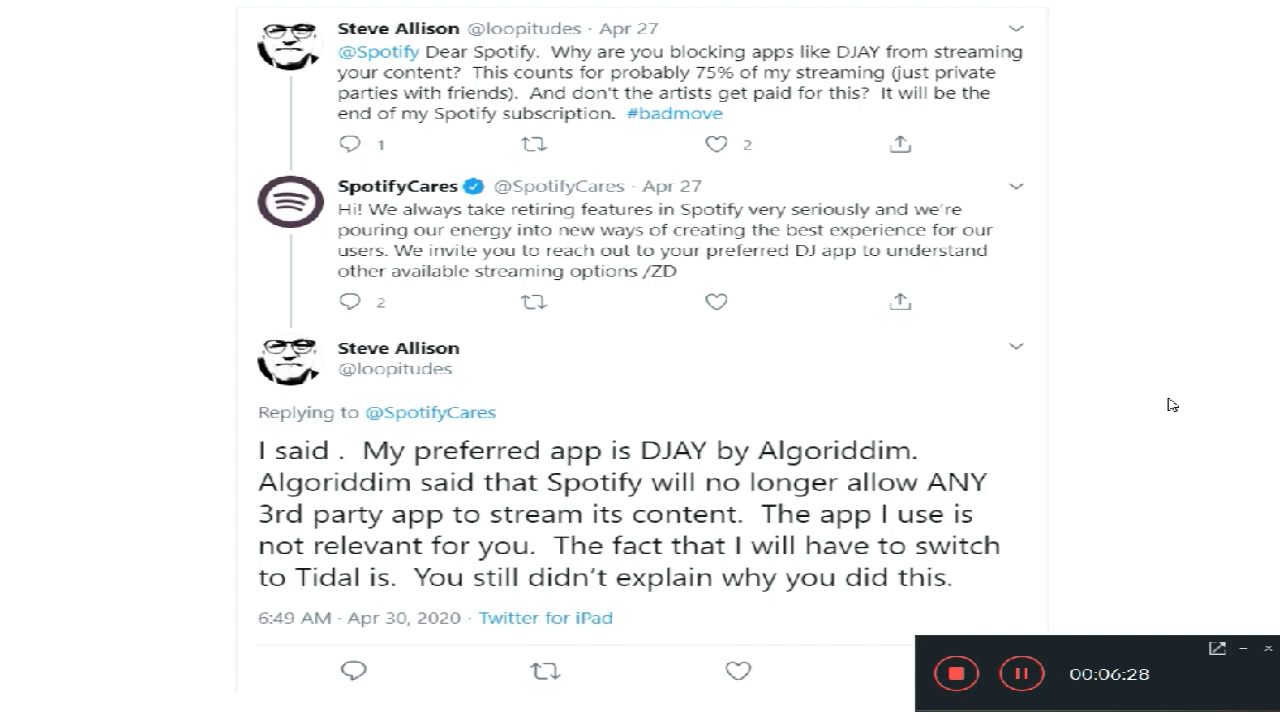 Steve Allison @loopitudes · Apr 27
@Spotify Dear Spotify.  Why are you blocking apps like DJAY from streaming
your content?  This counts for probably 75% of my streaming (just private
parties with friends).  And don't the artists get paid for this?  It will be the
end of my Spotify subscription.  #badmove
1 2
SpotifyCares @SpotifyCares · Apr 27
Hi! We always take retiring features in Spotify very seriously and we're
pouring our energy into new ways of creating the best experience for our
users. We invite you to reach out to your preferred DJ app to understand
other available streaming options /ZD
2
Steve Allison
@loopitudes
Replying to @SpotifyCares
I said .  My preferred app is DJAY by Algoriddim.
Algoriddim said that Spotify will no longer allow ANY
3rd party app to stream its content.  The app I use is
not relevant for you.  The fact that I will have to switch
to Tidal is.  You still didn't explain why you did this.
6:49 AM · Apr 30, 2020 · Twitter for iPad
00:06:28